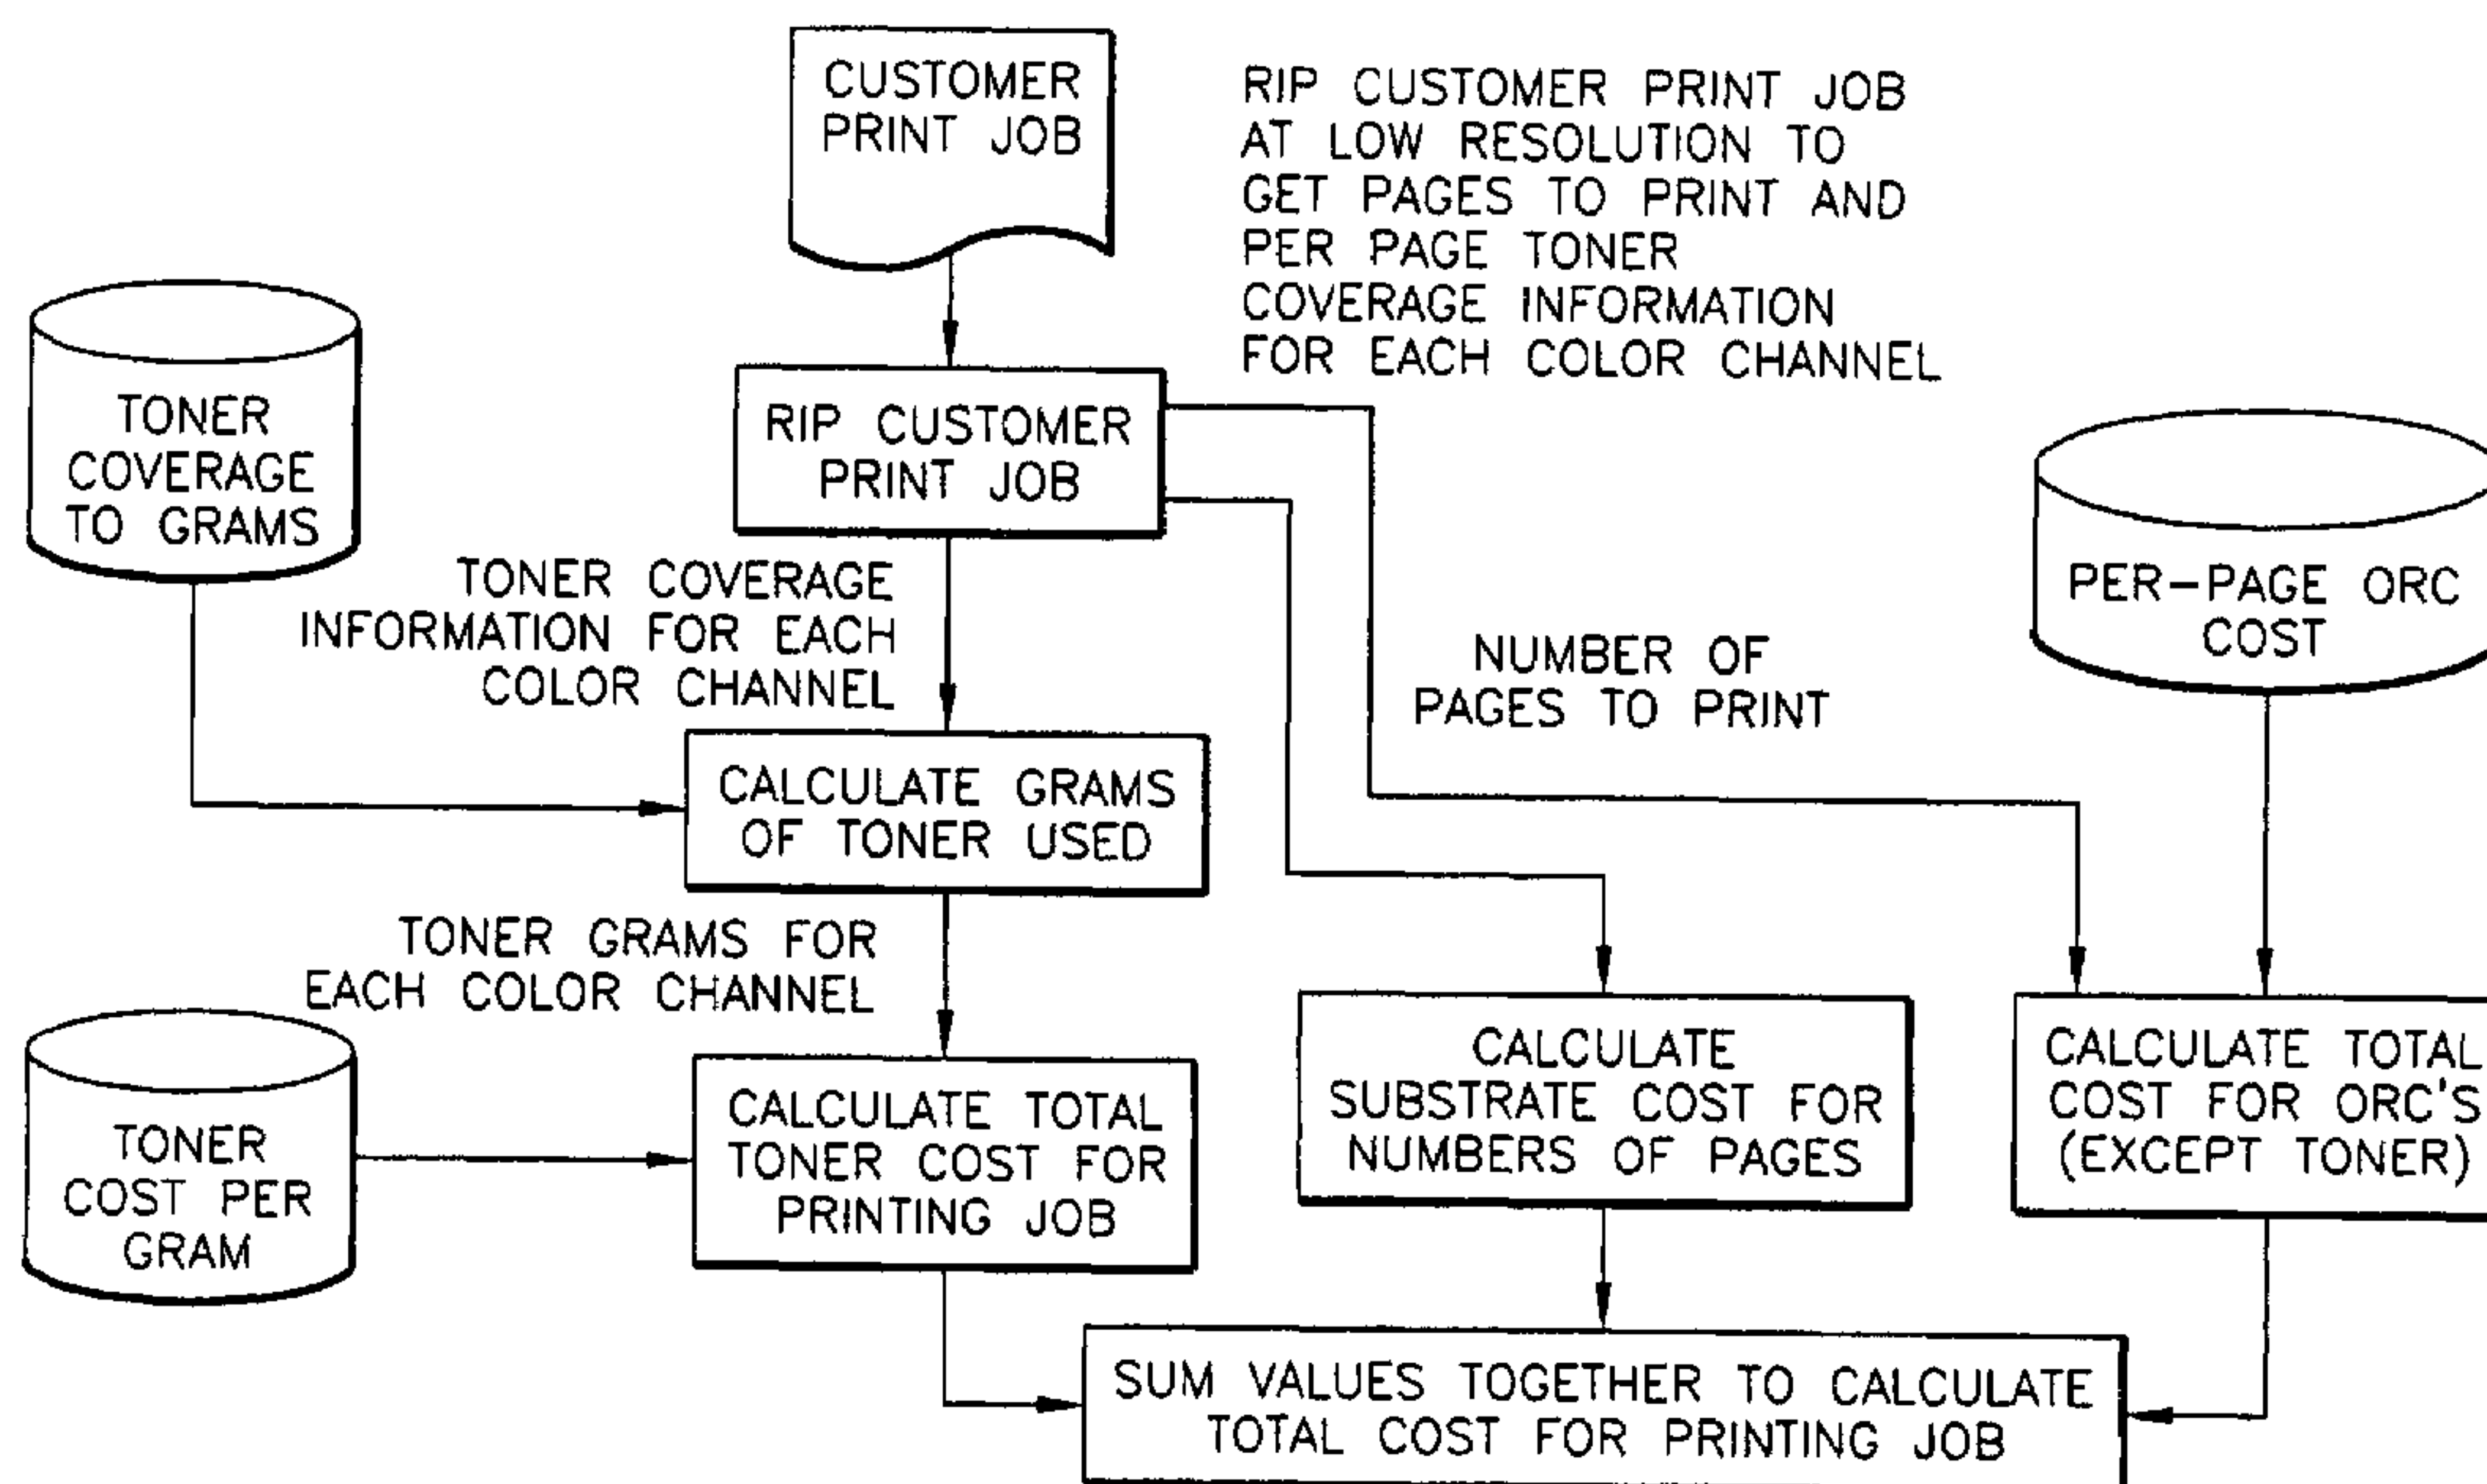 CUSTOMER
PRINT JOB
RIP CUSTOMER PRINT JOB
AT LOW RESOLUTION TO
GET PAGES TO PRINT AND
PER PAGE TONER
COVERAGE INFORMATION
FOR EACH COLOR CHANNEL
TONER
COVERAGE
TO GRAMS
RIP CUSTOMER
PRINT JOB
PER-PAGE ORC
COST
TONER COVERAGE
INFORMATION FOR EACH
COLOR CHANNEL
NUMBER OF
PAGES TO PRINT
CALCULATE GRAMS
OF TONER USED
TONER GRAMS FOR
EACH COLOR CHANNEL
TONER
COST PER
GRAM
CALCULATE TOTAL
TONER COST FOR
PRINTING JOB
CALCULATE
SUBSTRATE COST FOR
NUMBERS OF PAGES
CALCULATE TOTAL
COST FOR ORC'S
(EXCEPT TONER)
SUM VALUES TOGETHER TO CALCULATE
TOTAL COST FOR PRINTING JOB